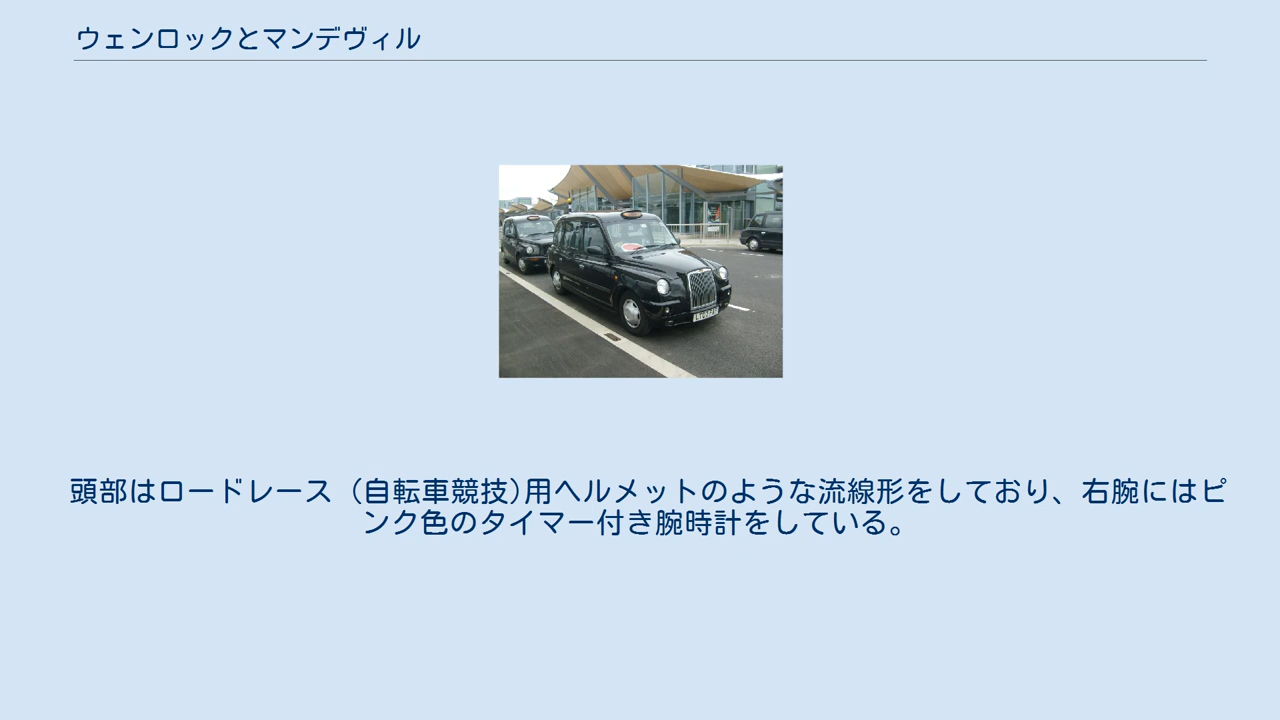 ウェンロックとマンデヴィル
頭部はロードレース（自転車競技)用ヘルメットのような流線形をしており、右腕にはピ
ンク色のタイマー付き腕時計をしている。